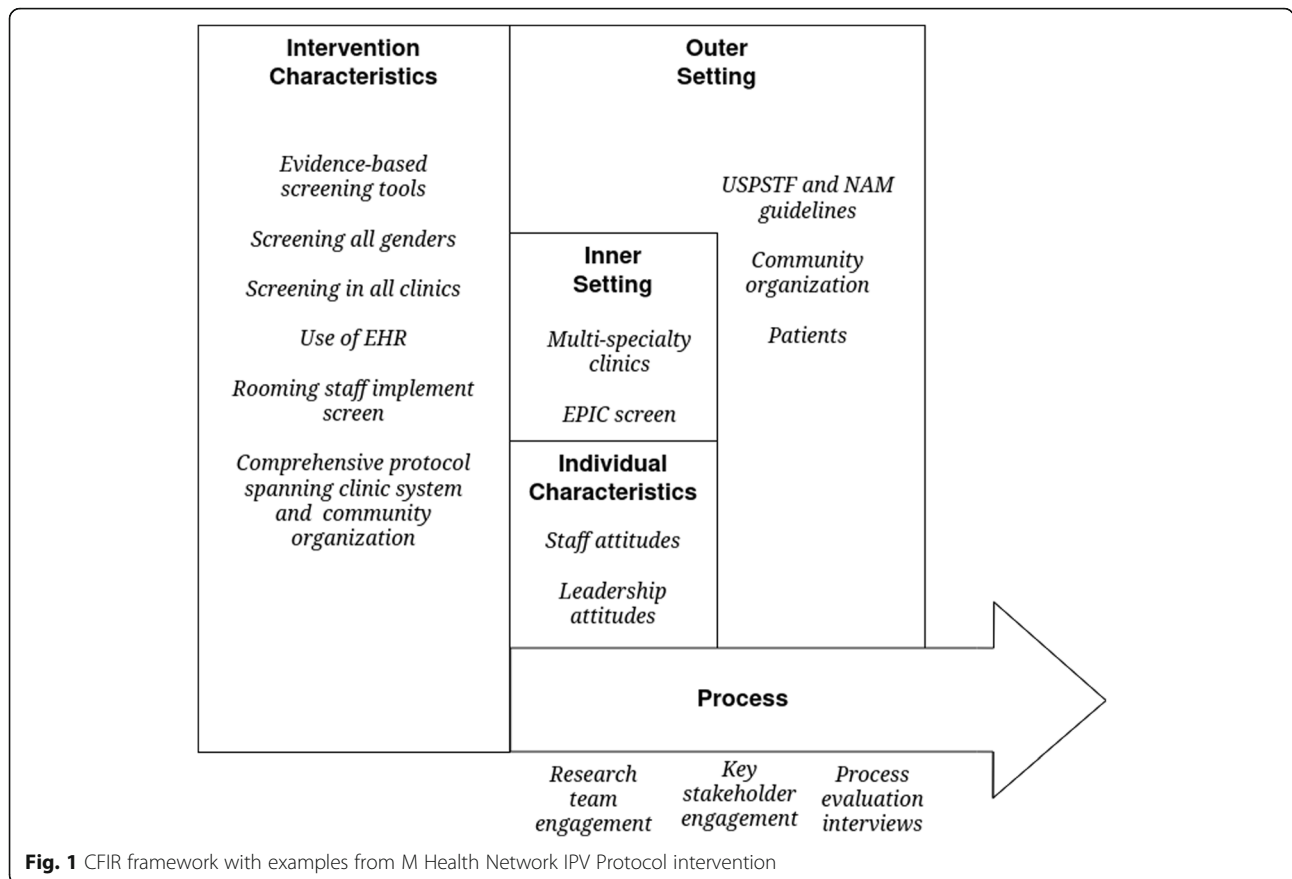 Intervention
Characteristics
Evidence-based
screening tools
Screening all genders
Screening in all clinics
Use of EHR
Rooming staff implement
screen
Comprehensive protocol
spanning clinic system
and community
organization
Outer
Setting
USPSTF and NAM
guidelines
Community
organization
Patients
Inner
Setting
Multi-specialty
clinics
EPIC screen
Individual
Characteristics
Staff attitudes
Leadership
attitudes
Process
Research
team
engagement
Key
stakeholder
engagement
Process
evaluation
interviews
Fig. 1 CFIR framework with examples from M Health Network IPV Protocol intervention